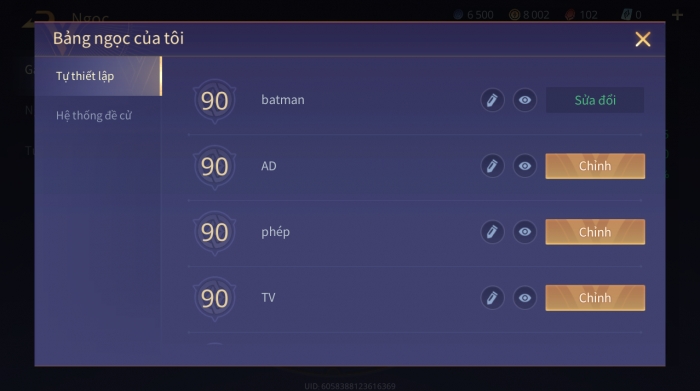 Ngọc
6 500
8 002
102
0
+
Bảng ngọc của tôi
Tự thiết lập
Hệ thống đề cử
90
batman
Sửa đổi
90
AD
Chỉnh
90
phép
Chỉnh
90
TV
Chỉnh
UID: 6058388123616369